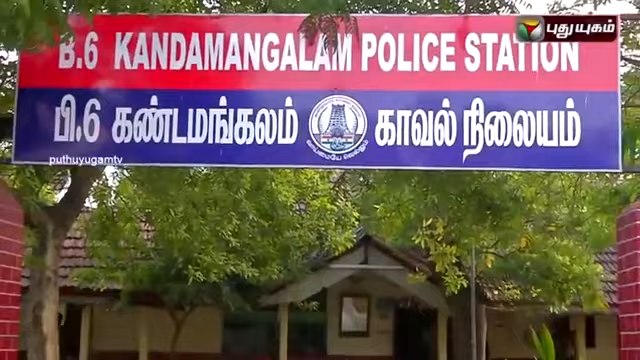 புதுயுகம்
B.6 KANDAMANGALAM POLICE STATION
பி.6 கண்டமங்கலம் காவல் நிலையம்
வாய்மையே வெல்லும்
puthuyugamtv